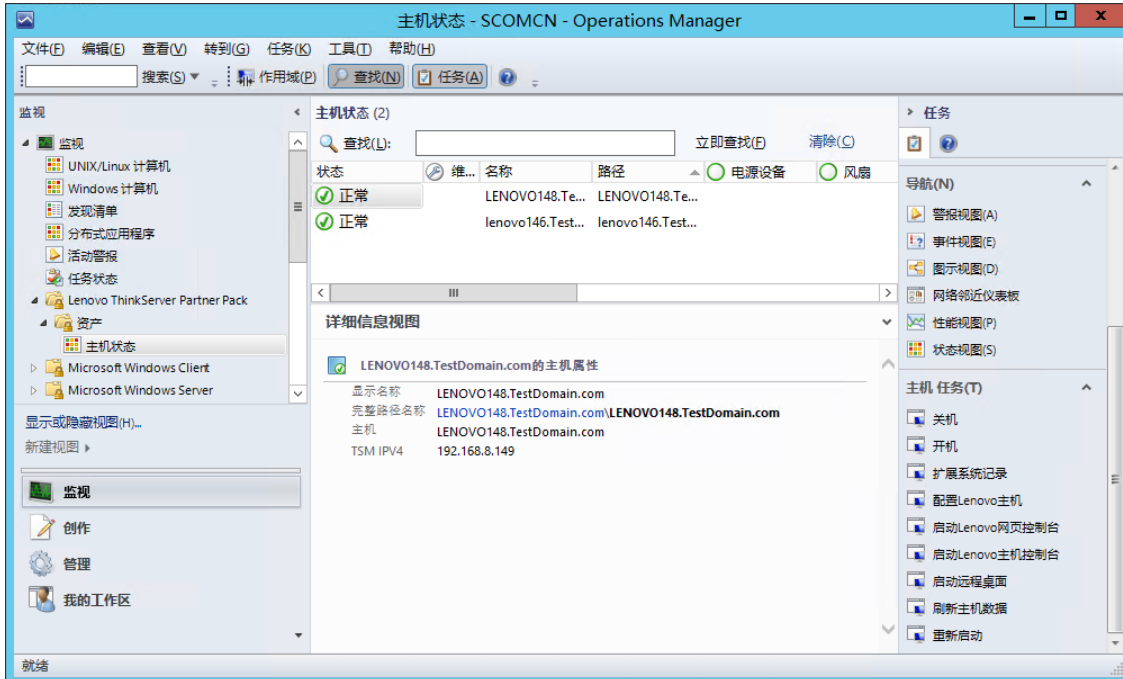 主机状态 - SCOMCN - Operations Manager
文件(F) 编辑(E) 查看(V) 转到(G) 任务(K) 工具(T) 帮助(H)
搜索(S) 作用域(P) 查找(N) 任务(A)
监视
监视
UNIX/Linux 计算机
Windows 计算机
发现清单
分布式应用程序
活动警报
任务状态
Lenovo ThinkServer Partner Pack
资产
主机状态
Microsoft Windows Client
Microsoft Windows Server
显示或隐藏视图(H)...
新建视图
监视
创作
管理
我的工作区
主机状态 (2)
查找(L): 立即查找(F) 清除(C)
状态 维... 名称 路径 电源设备 风扇
正常 LENOVO148.Te... LENOVO148.Te...
正常 lenovo146.Test... lenovo146.Test...
详细信息视图
LENOVO148.TestDomain.com的主机属性
显示名称 LENOVO148.TestDomain.com
完整路径名称 LENOVO148.TestDomain.com\LENOVO148.TestDomain.com
主机 LENOVO148.TestDomain.com
TSM IPV4 192.168.8.149
任务
导航(N)
警报视图(A)
事件视图(E)
图示视图(D)
网络邻近仪表板
性能视图(P)
状态视图(S)
主机 任务(T)
关机
开机
扩展系统记录
配置Lenovo主机
启动Lenovo网页控制台
启动Lenovo主机控制台
启动远程桌面
刷新主机数据
重新启动
就绪